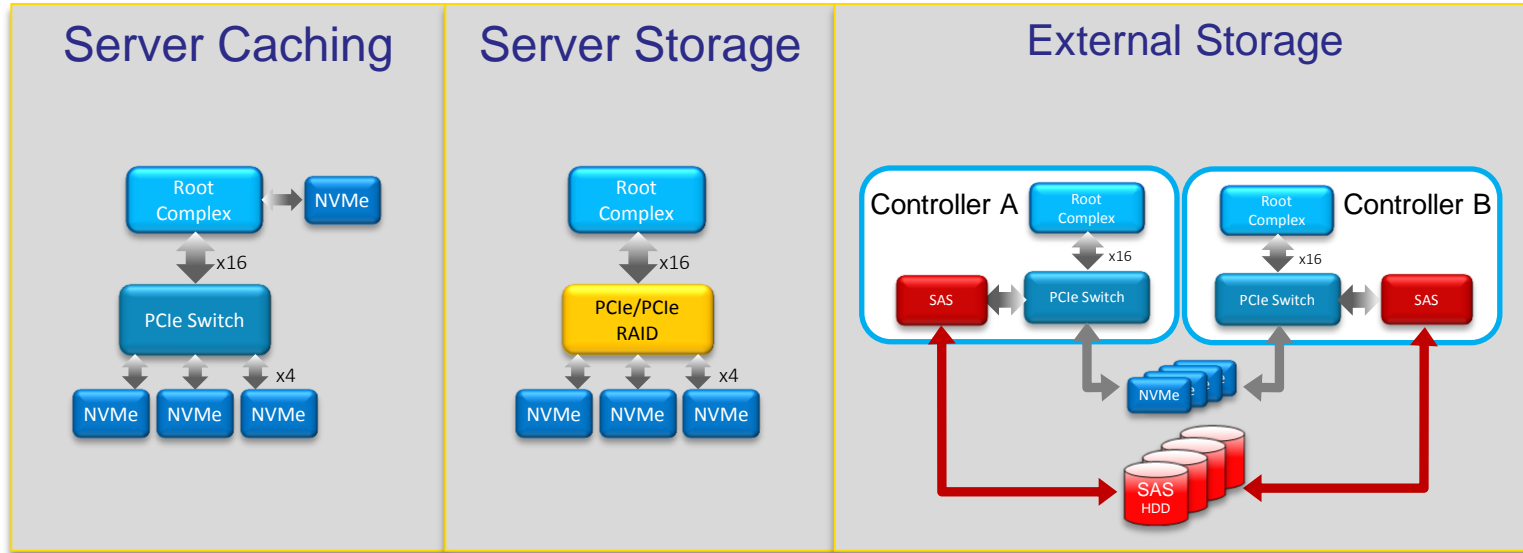 Server Caching
Root
Complex
NVMe
x16
PCIe Switch
x4
NVMe
NVMe
NVMe
Server Storage
Root
Complex
x16
PCIe/PCIe
RAID
x4
NVMe
NVMe
NVMe
External Storage
Controller A
Root
Complex
x16
SAS
PCIe Switch
Root
Complex
Controller B
x16
PCIe Switch
SAS
NVMe
SAS
HDD